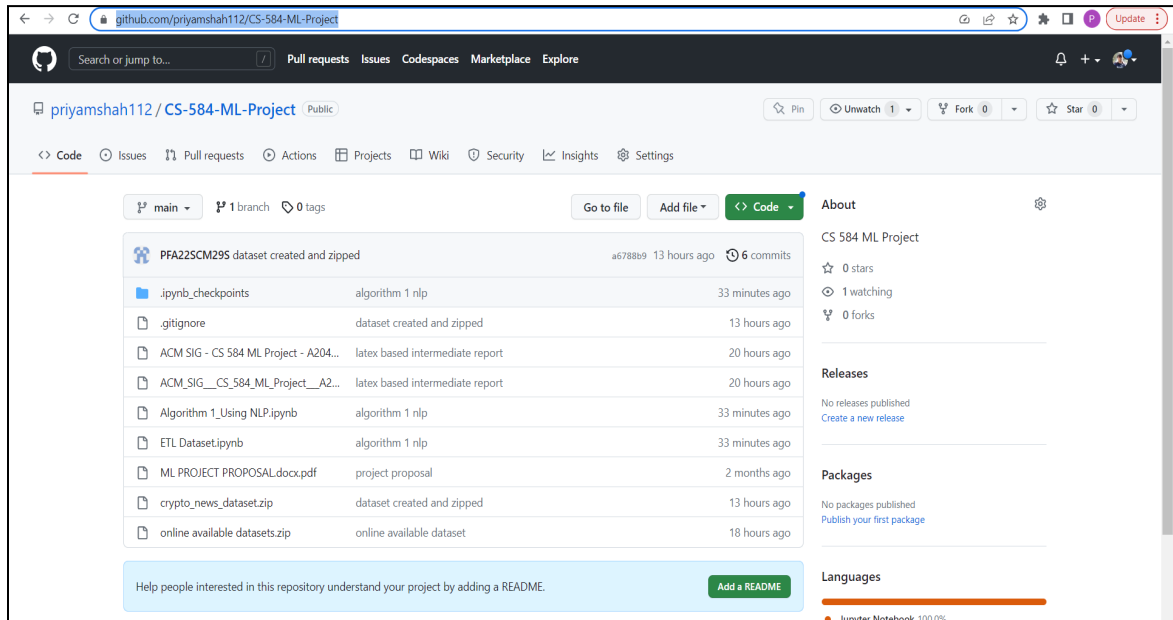 github.com/priyamshah112/CS-584-ML-Project P Update
Search or jump to... / Pull requests Issues Codespaces Marketplace Explore
priyamshah112 / CS-584-ML-Project Public Pin Unwatch 1 Fork 0 Star 0
<> Code Issues Pull requests Actions Projects Wiki Security Insights Settings
main 1 branch 0 tags Go to file Add file <> Code
PFA22SCM29S dataset created and zipped a6788b9 13 hours ago 6 commits
.ipynb_checkpoints algorithm 1 nlp 33 minutes ago
.gitignore dataset created and zipped 13 hours ago
ACM SIG - CS 584 ML Project - A204... latex based intermediate report 20 hours ago
ACM_SIG__CS_584_ML_Project__A2... latex based intermediate report 20 hours ago
Algorithm 1_Using NLP.ipynb algorithm 1 nlp 33 minutes ago
ETL Dataset.ipynb algorithm 1 nlp 33 minutes ago
ML PROJECT PROPOSAL.docx.pdf project proposal 2 months ago
crypto_news_dataset.zip dataset created and zipped 13 hours ago
online available datasets.zip online available dataset 18 hours ago
Help people interested in this repository understand your project by adding a README. Add a README
About
CS 584 ML Project
0 stars
1 watching
0 forks
Releases
No releases published
Create a new release
Packages
No packages published
Publish your first package
Languages
Jupyter Notebook 100.0%